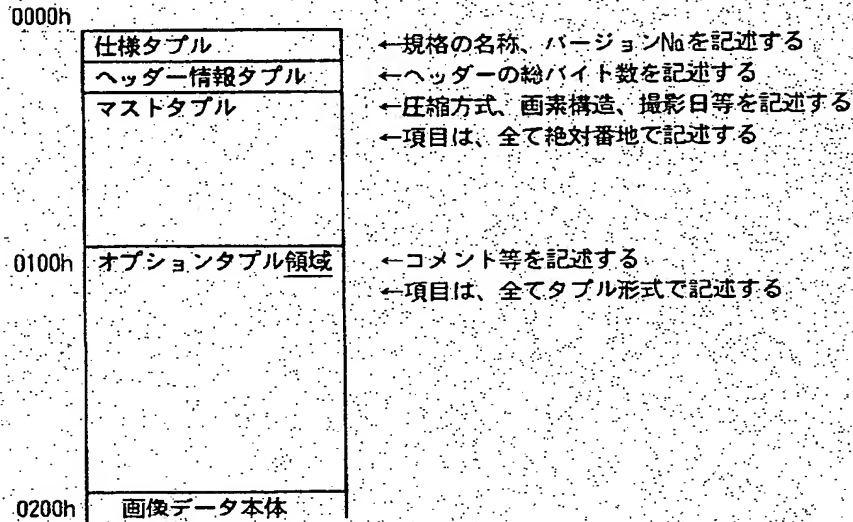 0000h
仕様タプル ←規格の名称、バージョン№を記述する
ヘッダー情報タプル ←ヘッダーの総バイト数を記述する
マストタプル ←圧縮方式、画素構造、撮影日等を記述する
←項目は、全て絶対番地で記述する
0100h オプションタプル領域 ←コメント等を記述する
←項目は、全てタプル形式で記述する
0200h 画像データ本体